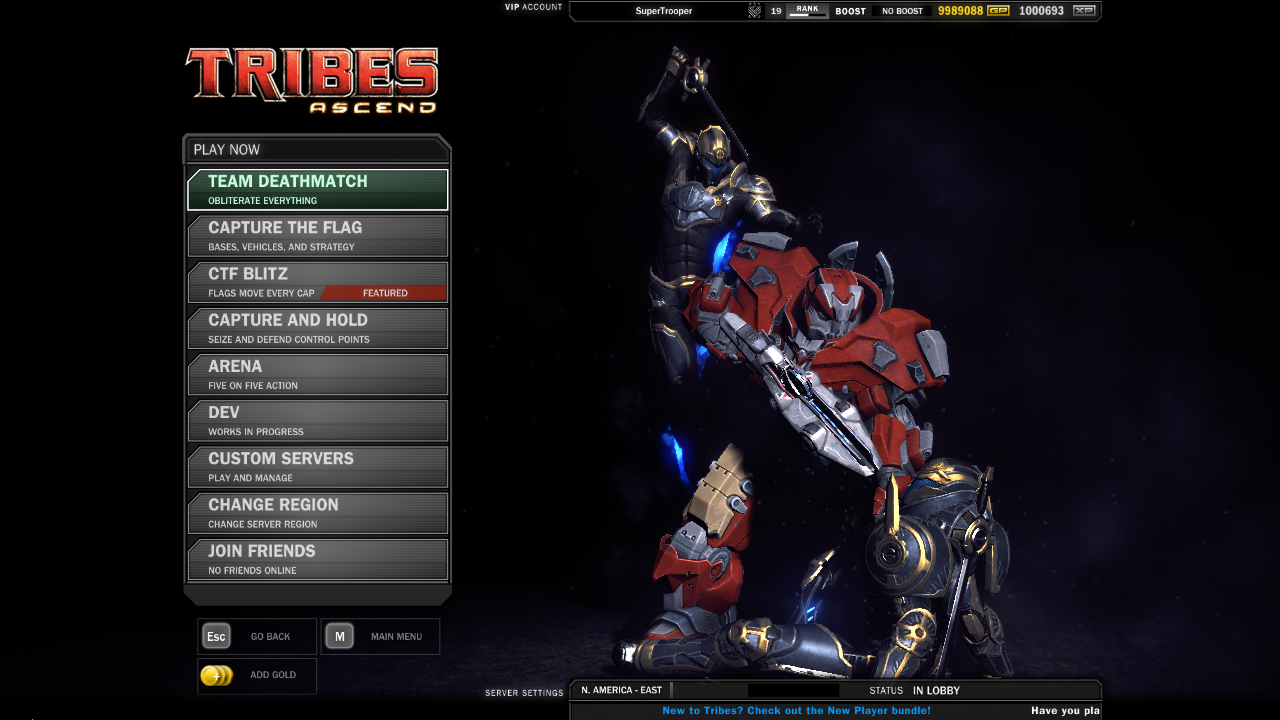 VIP ACCOUNT
SuperTrooper 19 RANK BOOST NO BOOST 9989088 GP 1000693 XP
TRIBES
ASCEND
PLAY NOW
TEAM DEATHMATCH
OBLITERATE EVERYTHING
CAPTURE THE FLAG
BASES, VEHICLES, AND STRATEGY
CTF BLITZ
FLAGS MOVE EVERY CAP FEATURED
CAPTURE AND HOLD
SEIZE AND DEFEND CONTROL POINTS
ARENA
FIVE ON FIVE ACTION
DEV
WORKS IN PROGRESS
CUSTOM SERVERS
PLAY AND MANAGE
CHANGE REGION
CHANGE SERVER REGION
JOIN FRIENDS
NO FRIENDS ONLINE
Esc GO BACK M MAIN MENU
ADD GOLD
SERVER SETTINGS N. AMERICA - EAST STATUS IN LOBBY
New to Tribes? Check out the New Player bundle! Have you pla